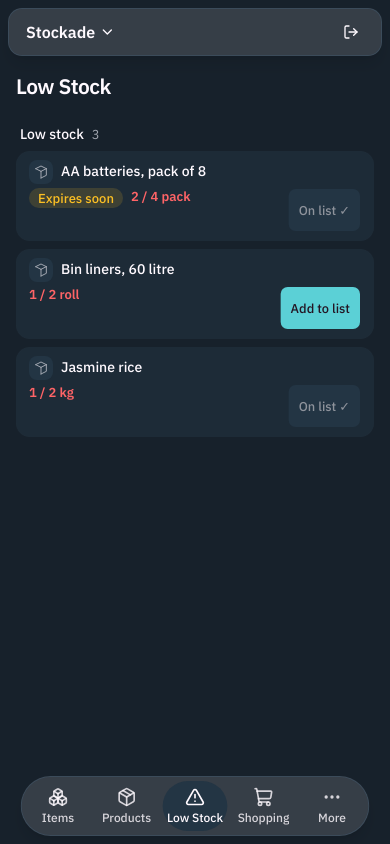 Stockade
Low Stock
Low stock 3
AA batteries, pack of 8
Expires soon 2 / 4 pack
On list ✓
Bin liners, 60 litre
1 / 2 roll
Add to list
Jasmine rice
1 / 2 kg
On list ✓
Items Products Low Stock Shopping More